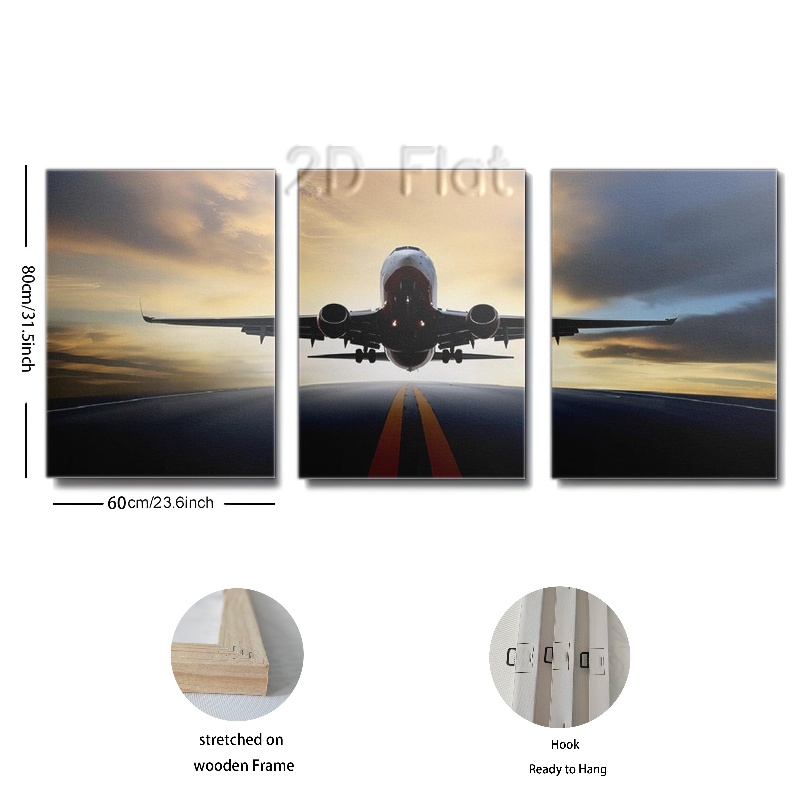 2D Flat
80cm/31.5inch
60cm/23.6inch
stretched on
wooden Frame
Hook
Ready to Hang